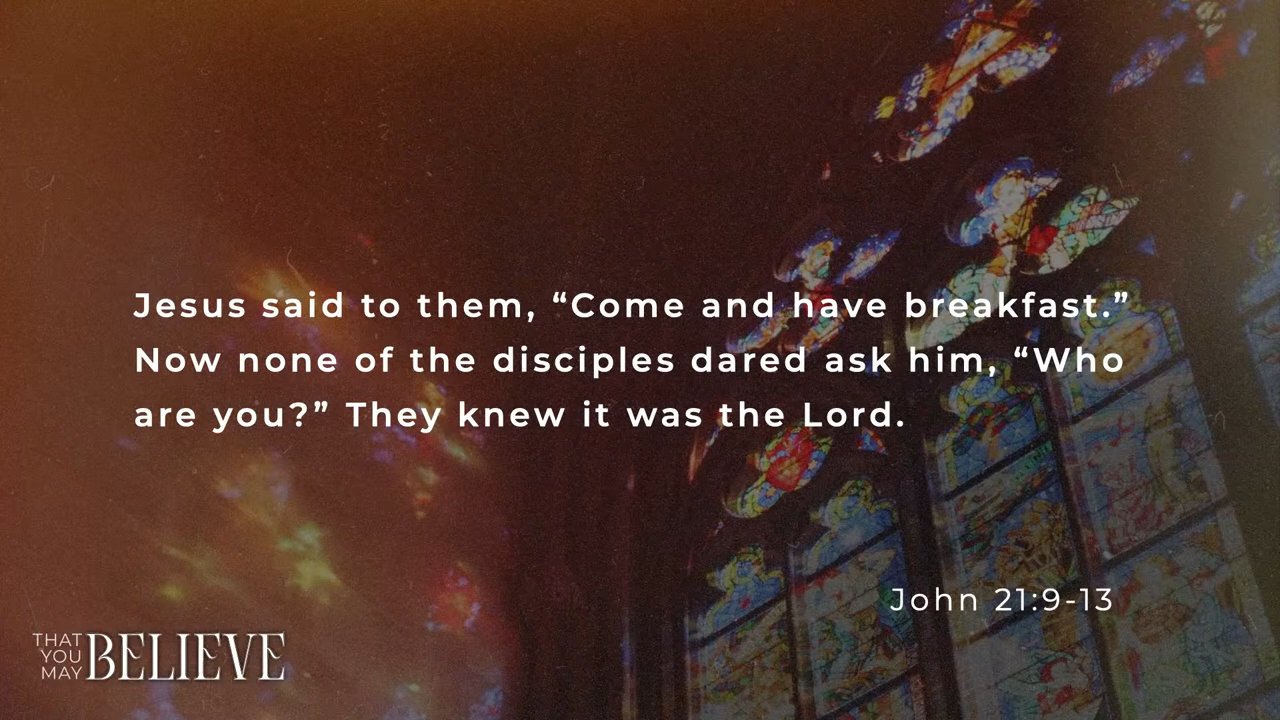 Jesus said to them, “Come and have breakfast.”
Now none of the disciples dared ask him, “Who
are you?” They knew it was the Lord.
John 21:9-13
THAT
YOU
MAY
BELIEVE